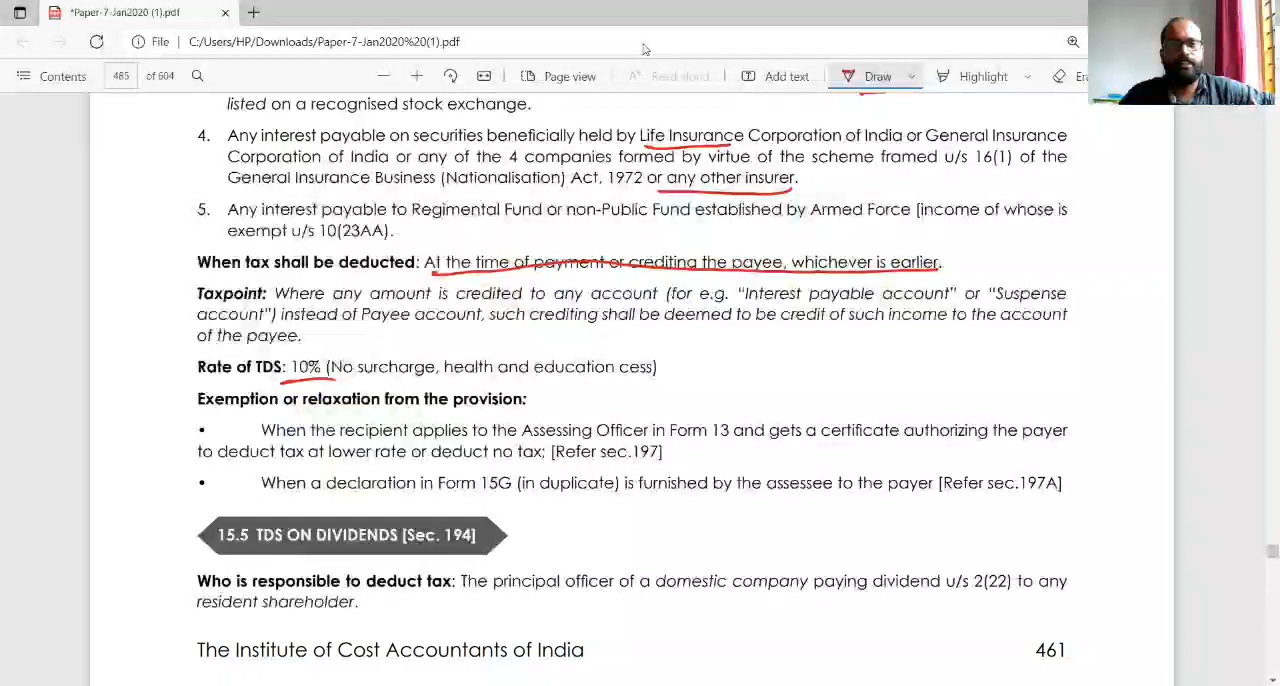 *Paper-7-Jan2020 (1).pdf
File C:/Users/HP/Downloads/Paper-7-Jan2020%20(1).pdf
Contents 485 of 604 Page view Read aloud Add text Draw Highlight
listed on a recognised stock exchange.
4. Any interest payable on securities beneficially held by Life Insurance Corporation of India or General Insurance
Corporation of India or any of the 4 companies formed by virtue of the scheme framed u/s 16(1) of the
General Insurance Business (Nationalisation) Act, 1972 or any other insurer.
5. Any interest payable to Regimental Fund or non-Public Fund established by Armed Force [income of whose is
exempt u/s 10(23AA).
When tax shall be deducted: At the time of payment or crediting the payee, whichever is earlier.
Taxpoint: Where any amount is credited to any account (for e.g. “Interest payable account” or “Suspense
account”) instead of Payee account, such crediting shall be deemed to be credit of such income to the account
of the payee.
Rate of TDS: 10% (No surcharge, health and education cess)
Exemption or relaxation from the provision:
• When the recipient applies to the Assessing Officer in Form 13 and gets a certificate authorizing the payer
to deduct tax at lower rate or deduct no tax; [Refer sec.197]
• When a declaration in Form 15G (in duplicate) is furnished by the assessee to the payer [Refer sec.197A]
15.5 TDS ON DIVIDENDS [Sec. 194]
Who is responsible to deduct tax: The principal officer of a domestic company paying dividend u/s 2(22) to any
resident shareholder.
The Institute of Cost Accountants of India 461